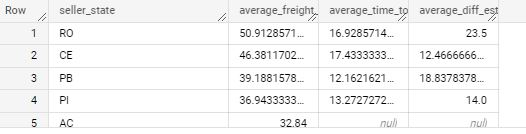 Row seller_state average_freight_ average_time_to average_diff_est
1 RO 50.9128571... 16.9285714... 23.5
2 CE 46.3811702... 17.4333333... 12.4666666...
3 PB 39.1881578... 12.1621621... 18.8378378...
4 PI 36.9433333... 13.2727272... 14.0
5 AC 32.84 null null